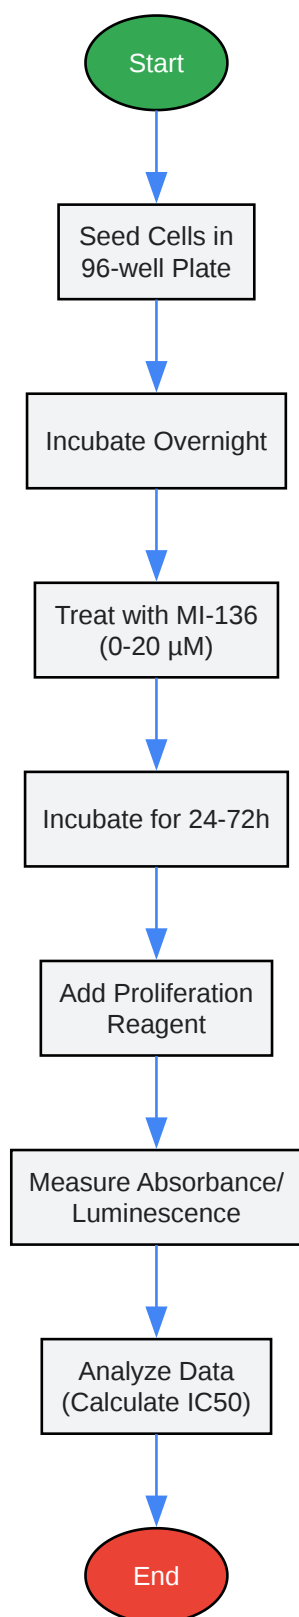 Start
Seed Cells in
96-well Plate
Incubate Overnight
Treat with MI-136
(0-20 µM)
Incubate for 24-72h
Add Proliferation
Reagent
Measure Absorbance/
Luminescence
Analyze Data
(Calculate IC50)
End